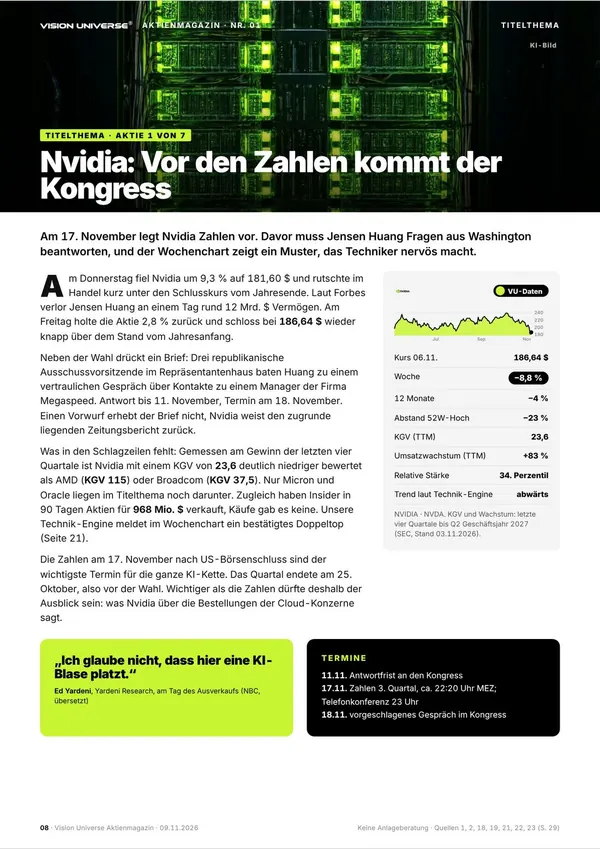 VISION UNIVERSE® AKTIENMAGAZIN · NR. 01
TITELTHEMA
KI-Bild
TITELTHEMA · AKTIE 1 VON 7
Nvidia: Vor den Zahlen kommt der
Kongress
Am 17. November legt Nvidia Zahlen vor. Davor muss Jensen Huang Fragen aus Washington
beantworten, und der Wochenchart zeigt ein Muster, das Techniker nervös macht.
Am Donnerstag fiel Nvidia um 9,3 % auf 181,60 $ und rutschte im
Handel kurz unter den Schlusskurs vom Jahresende. Laut Forbes
verlor Jensen Huang an einem Tag rund 12 Mrd. $ Vermögen. Am
Freitag holte die Aktie 2,8 % zurück und schloss bei 186,64 $ wieder
knapp über dem Stand vom Jahresanfang.
Neben der Wahl drückt ein Brief: Drei republikanische
Ausschussvorsitzende im Repräsentantenhaus baten Huang zu einem
vertraulichen Gespräch über Kontakte zu einem Manager der Firma
Megaspeed. Antwort bis 11. November, Termin am 18. November.
Einen Vorwurf erhebt der Brief nicht, Nvidia weist den zugrunde
liegenden Zeitungsbericht zurück.
Was in den Schlagzeilen fehlt: Gemessen am Gewinn der letzten vier
Quartale ist Nvidia mit einem KGV von 23,6 deutlich niedriger bewertet
als AMD (KGV 115) oder Broadcom (KGV 37,5). Nur Micron und
Oracle liegen im Titelthema noch darunter. Zugleich haben Insider in
90 Tagen Aktien für 968 Mio. $ verkauft, Käufe gab es keine. Unsere
Technik-Engine meldet im Wochenchart ein bestätigtes Doppeltop
(Seite 21).
Die Zahlen am 17. November nach US-Börsenschluss sind der
wichtigste Termin für die ganze KI-Kette. Das Quartal endete am 25.
Oktober, also vor der Wahl. Wichtiger als die Zahlen dürfte deshalb der
Ausblick sein: was Nvidia über die Bestellungen der Cloud-Konzerne
sagt.
NVIDIA
VU-Daten
240
220
210
180
Jul Sep Nov
Kurs 06.11. 186,64 $
Woche −8,8 %
12 Monate −4 %
Abstand 52W-Hoch −23 %
KGV (TTM) 23,6
Umsatzwachstum (TTM) +83 %
Relative Stärke 34. Perzentil
Trend laut Technik-Engine abwärts
NVIDIA · NVDA. KGV und Wachstum: letzte
vier Quartale bis Q2 Geschäftsjahr 2027
(SEC, Stand 03.11.2026).
„Ich glaube nicht, dass hier eine KI-
Blase platzt.“
Ed Yardeni, Yardeni Research, am Tag des Ausverkaufs (NBC,
übersetzt)
TERMINE
11.11. Antwortfrist an den Kongress
17.11. Zahlen 3. Quartal, ca. 22:20 Uhr MEZ;
Telefonkonferenz 23 Uhr
18.11. vorgeschlagenes Gespräch im Kongress
08 · Vision Universe Aktienmagazin · 09.11.2026
Keine Anlageberatung · Quellen 1, 2, 18, 19, 21, 22, 23 (S. 29)